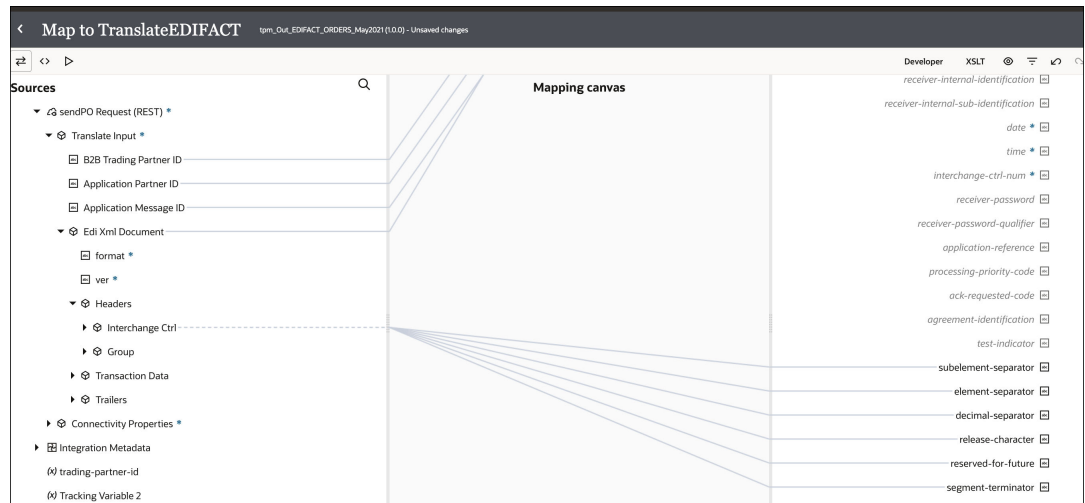 Map to TranslateEDIFACT tpm_Out_EDIFACT_ORDERS_May2021 (1.0.0) - Unsaved changes
Developer XSLT
Sources
Mapping canvas
sendPO Request (REST) *
Translate Input *
B2B Trading Partner ID
Application Partner ID
Application Message ID
Edi Xml Document
format *
ver *
Headers
Interchange Ctrl
Group
Transaction Data
Trailers
Connectivity Properties *
Integration Metadata
(x) trading-partner-id
(x) Tracking Variable 2
receiver-internal-identification
receiver-internal-sub-identification
date *
time *
interchange-ctrl-num *
receiver-password
receiver-password-qualifier
application-reference
processing-priority-code
ack-requested-code
agreement-identification
test-indicator
subelement-separator
element-separator
decimal-separator
release-character
reserved-for-future
segment-terminator